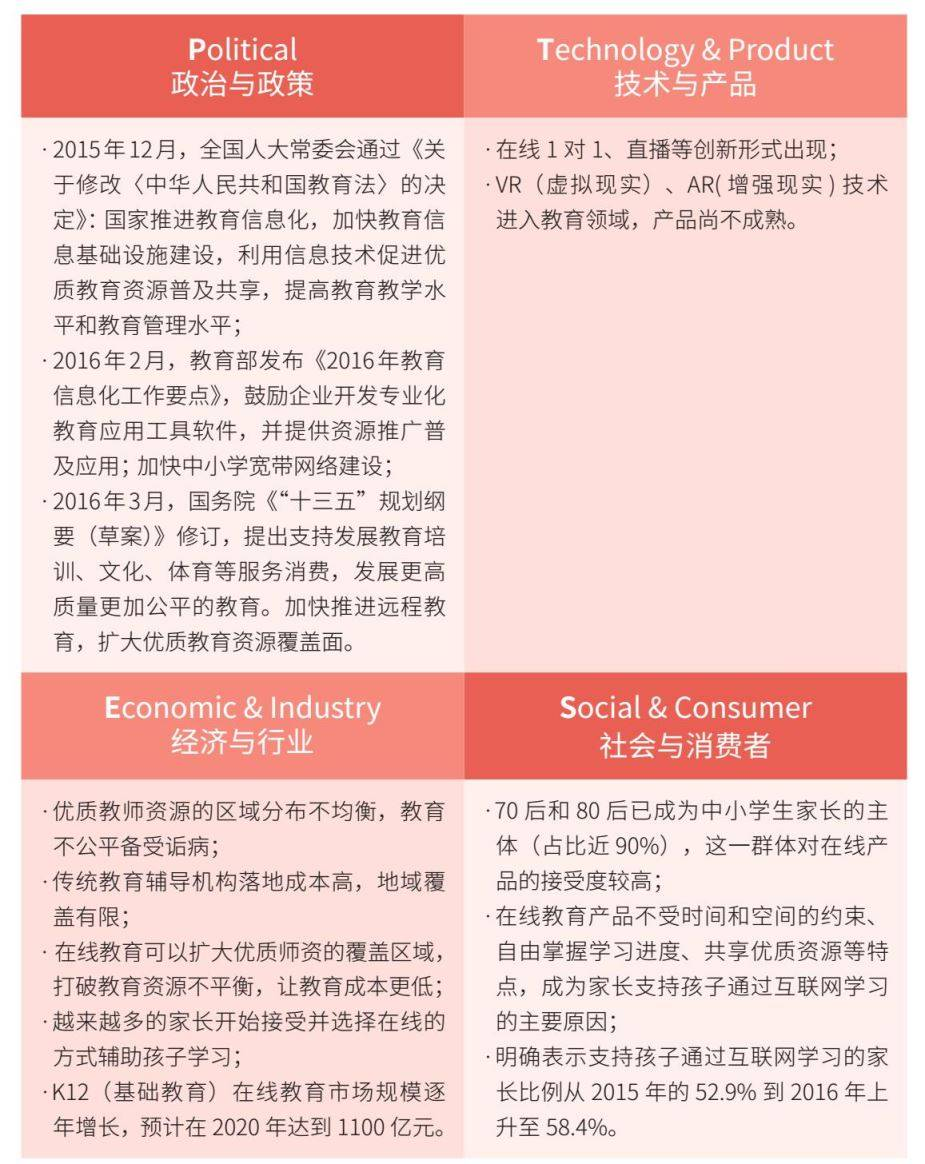 Political
政治与政策
·2015年12月，全国人大常委会通过《关
于修改〈中华人民共和国教育法〉的决
定》：国家推进教育信息化，加快教育信
息基础设施建设，利用信息技术促进优
质教育资源普及共享，提高教育教学水
平和教育管理水平；
·2016年2月，教育部发布《2016年教育
信息化工作要点》，鼓励企业开发专业化
教育应用工具软件，并提供资源推广普
及应用；加快中小学宽带网络建设；
·2016年3月，国务院《“十三五”规划纲
要（草案）》修订，提出支持发展教育培
训、文化、体育等服务消费，发展更高
质量更加公平的教育。加快推进远程教
育，扩大优质教育资源覆盖面。
Technology & Product
技术与产品
·在线1对1、直播等创新形式出现；
·VR（虚拟现实）、AR(增强现实)技术
进入教育领域，产品尚不成熟。
Economic & Industry
经济与行业
·优质教师资源的区域分布不均衡，教育
不公平备受诟病；
·传统教育辅导机构落地成本高，地域覆
盖有限；
·在线教育可以扩大优质师资的覆盖区域，
打破教育资源不平衡，让教育成本更低；
·越来越多的家长开始接受并选择在线的
方式辅助孩子学习；
·K12（基础教育）在线教育市场规模逐
年增长，预计在2020年达到1100亿元。
Social & Consumer
社会与消费者
·70后和80后已成为中小学生家长的主
体（占比近90%），这一群体对在线产
品的接受度较高；
·在线教育产品不受时间和空间的约束、
自由掌握学习进度、共享优质资源等特
点，成为家长支持孩子通过互联网学习
的主要原因；
·明确表示支持孩子通过互联网学习的家
长比例从2015年的52.9%到2016年上
升至58.4%。